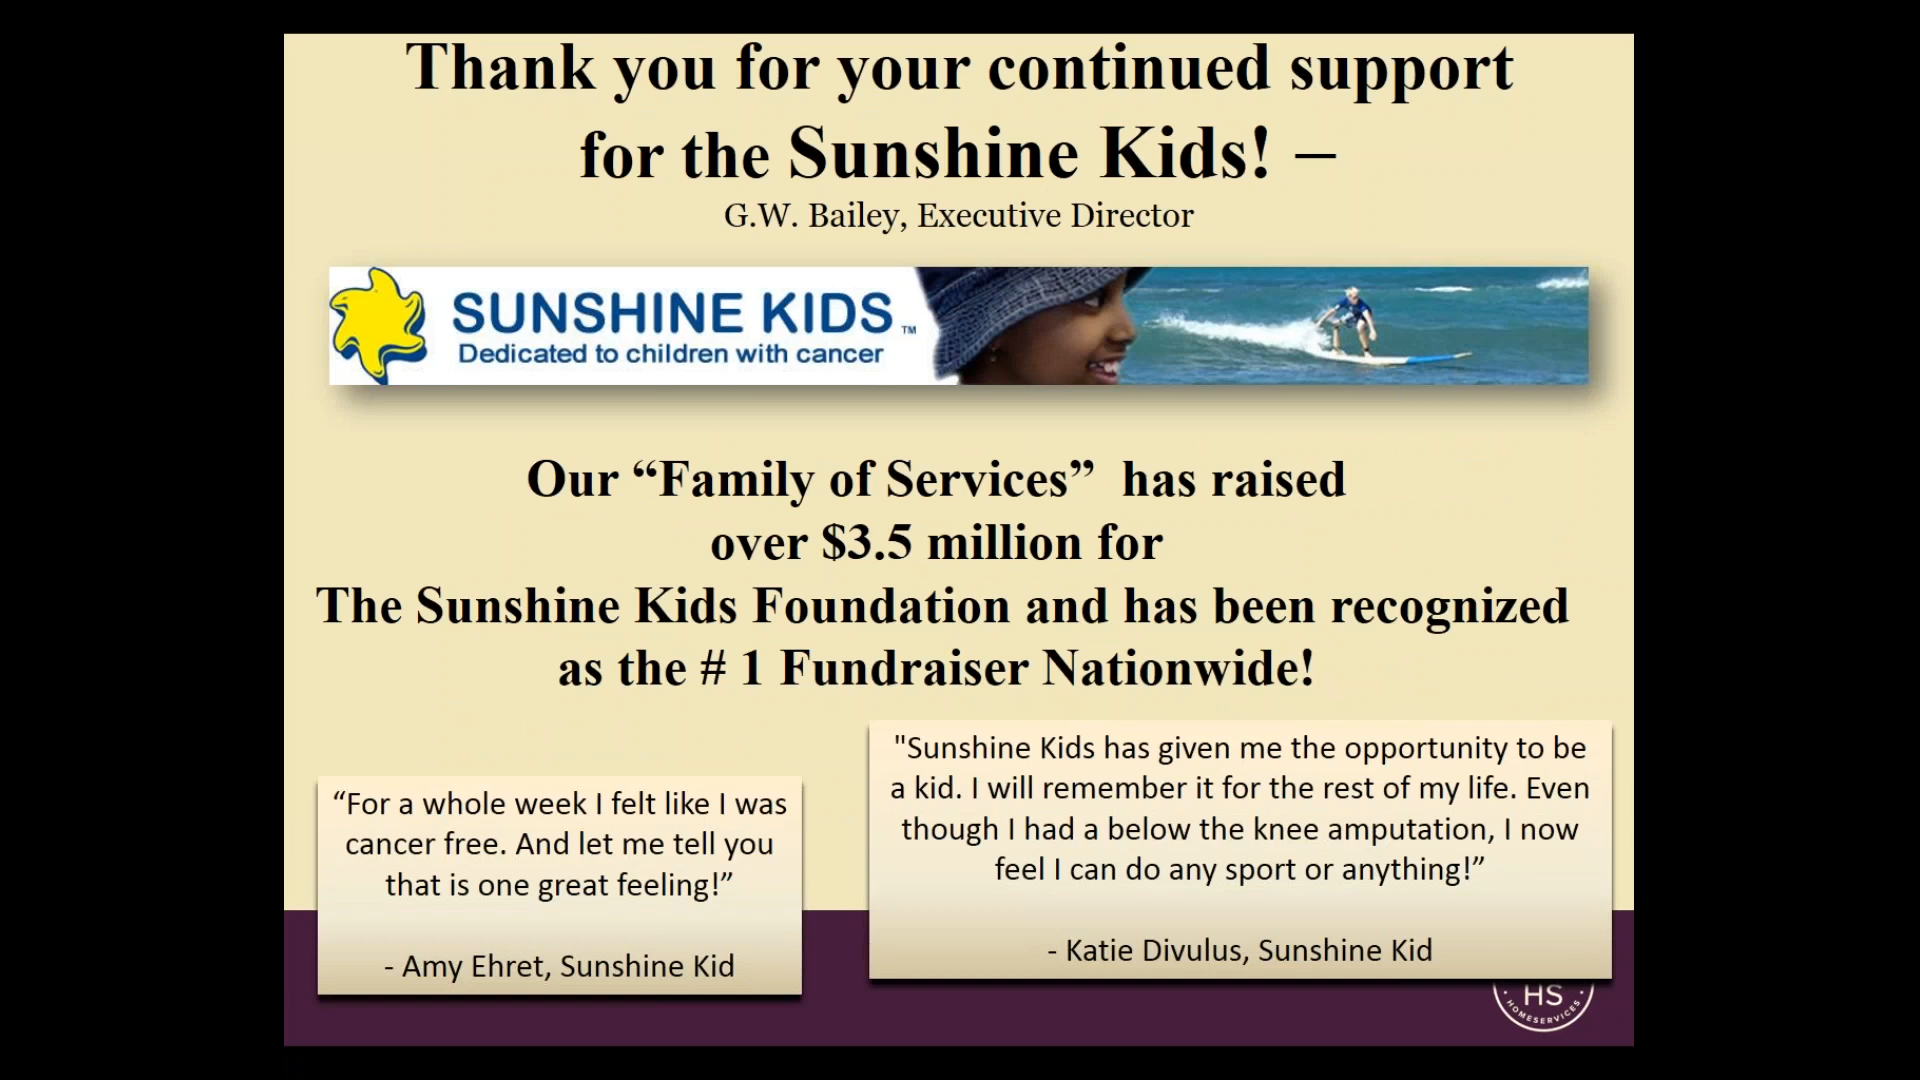 Thank you for your continued support
for the Sunshine Kids! –
G.W. Bailey, Executive Director
SUNSHINE KIDS ™
Dedicated to children with cancer
Our “Family of Services” has raised
over $3.5 million for
The Sunshine Kids Foundation and has been recognized
as the # 1 Fundraiser Nationwide!
“For a whole week I felt like I was
cancer free. And let me tell you
that is one great feeling!”
- Amy Ehret, Sunshine Kid
"Sunshine Kids has given me the opportunity to be
a kid. I will remember it for the rest of my life. Even
though I had a below the knee amputation, I now
feel I can do any sport or anything!”
- Katie Divulus, Sunshine Kid
HS
HOMESERVICES